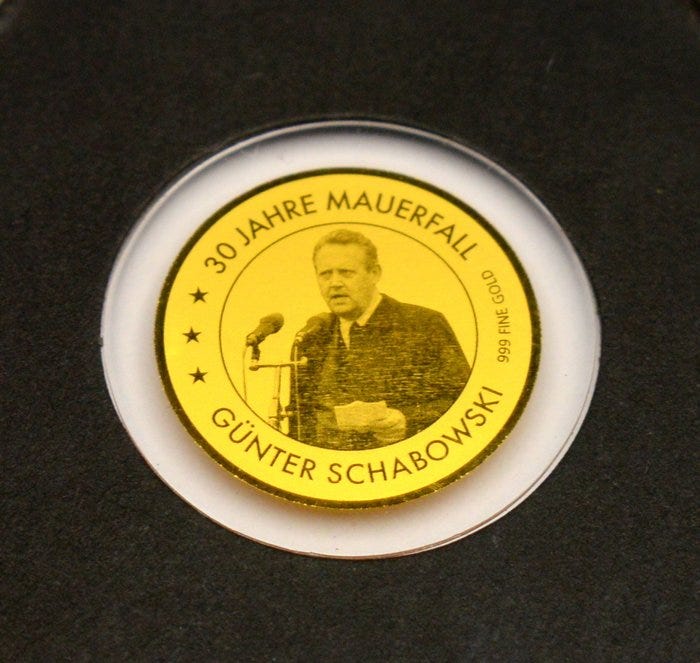 30 JAHRE MAUERFALL
999 FINE GOLD
GÜNTER SCHABOWSKI